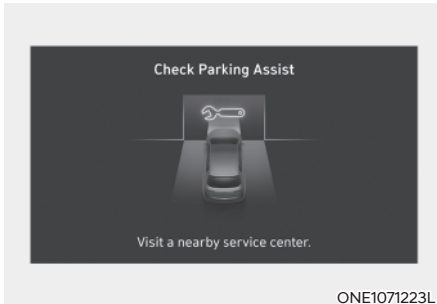 Check Parking Assist
Visit a nearby service center.
ONE1071223L